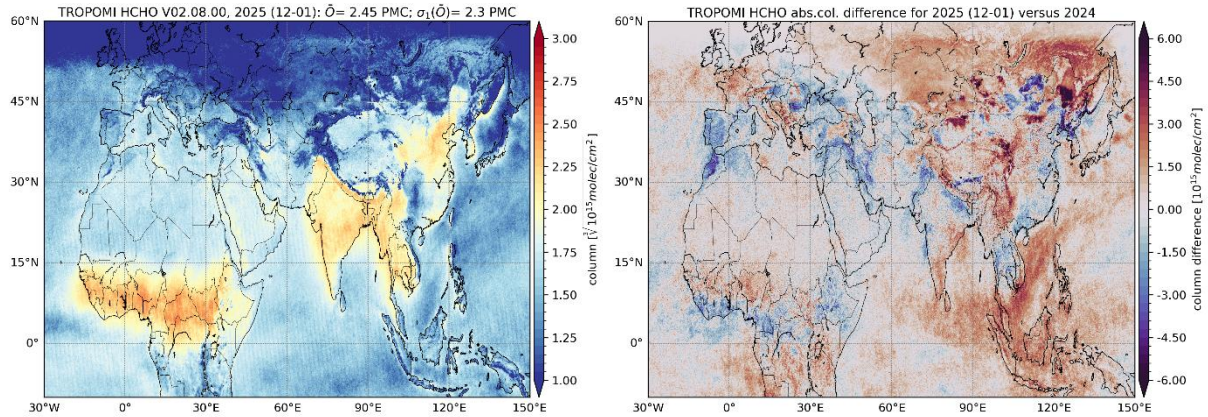 TROPOMI HCHO V02.08.00, 2025 (12-01): Ō= 2.45 PMC; σ₁(Ō)= 2.3 PMC
60°N
45°N
30°N
15°N
0°
30°W
0°
30°E
60°E
90°E
120°E
150°E
3.00
2.75
2.50
2.25
2.00
1.75
1.50
1.25
1.00
column [∛10¹⁵molec/cm²]
TROPOMI HCHO abs.col. difference for 2025 (12-01) versus 2024
60°N
45°N
30°N
15°N
0°
30°W
0°
30°E
60°E
90°E
120°E
150°E
6.00
4.50
3.00
1.50
0.00
-1.50
-3.00
-4.50
-6.00
column difference [10¹⁵molec/cm²]